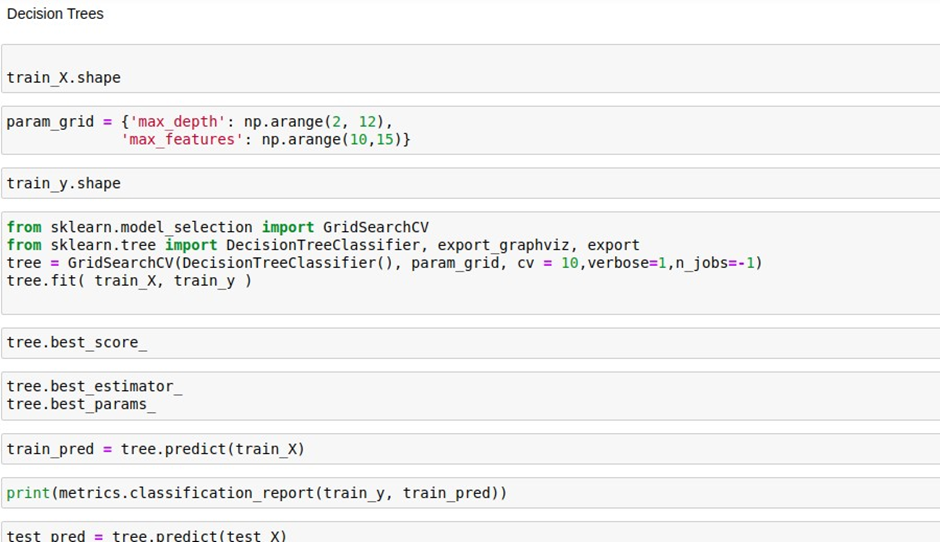 Decision Trees
train_X.shape
param_grid = {'max_depth': np.arange(2, 12),
'max_features': np.arange(10,15)}
train_y.shape
from sklearn.model_selection import GridSearchCV
from sklearn.tree import DecisionTreeClassifier, export_graphviz, export
tree = GridSearchCV(DecisionTreeClassifier(), param_grid, cv = 10,verbose=1,n_jobs=-1)
tree.fit( train_X, train_y )
tree.best_score_
tree.best_estimator_
tree.best_params_
train_pred = tree.predict(train_X)
print(metrics.classification_report(train_y, train_pred))
test_pred = tree.predict(test_X)